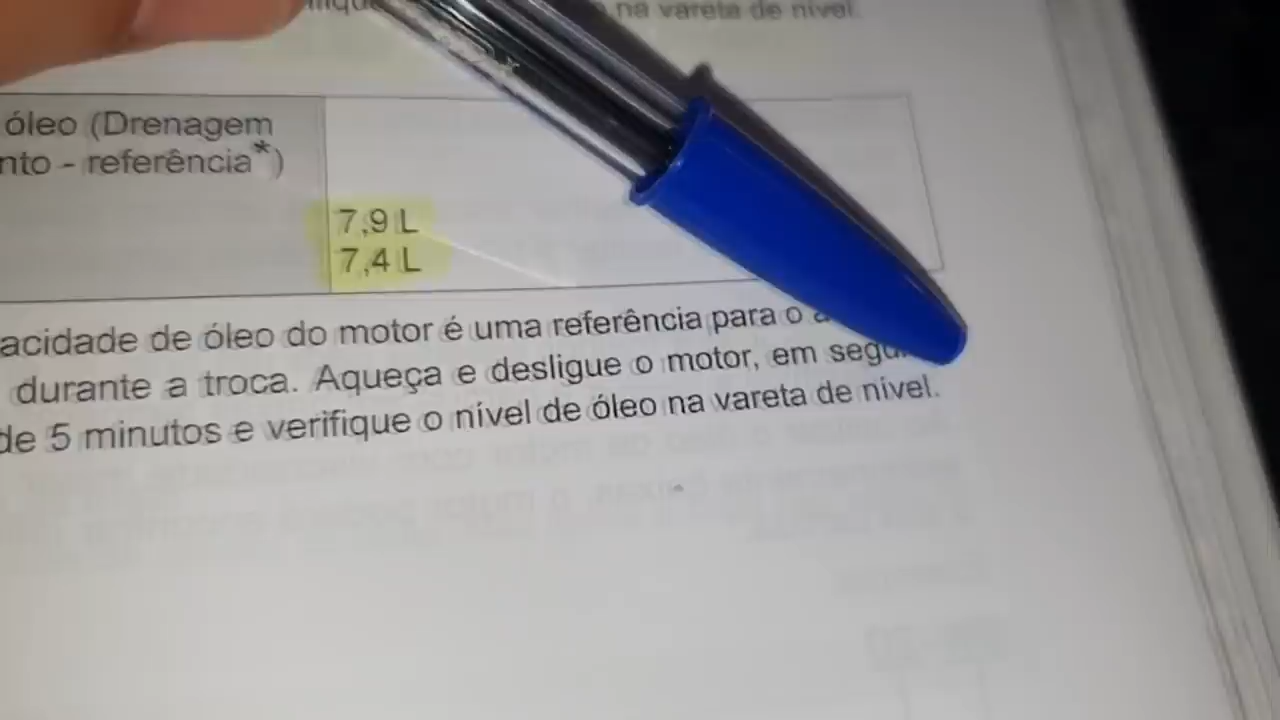 na vareta de nível.
óleo (Drenagem
nto - referência*)
7,9 L
7,4 L
acidade de óleo do motor é uma referência para o
durante a troca. Aqueça e desligue o motor, em segu
de 5 minutos e verifique o nível de óleo na vareta de nível.